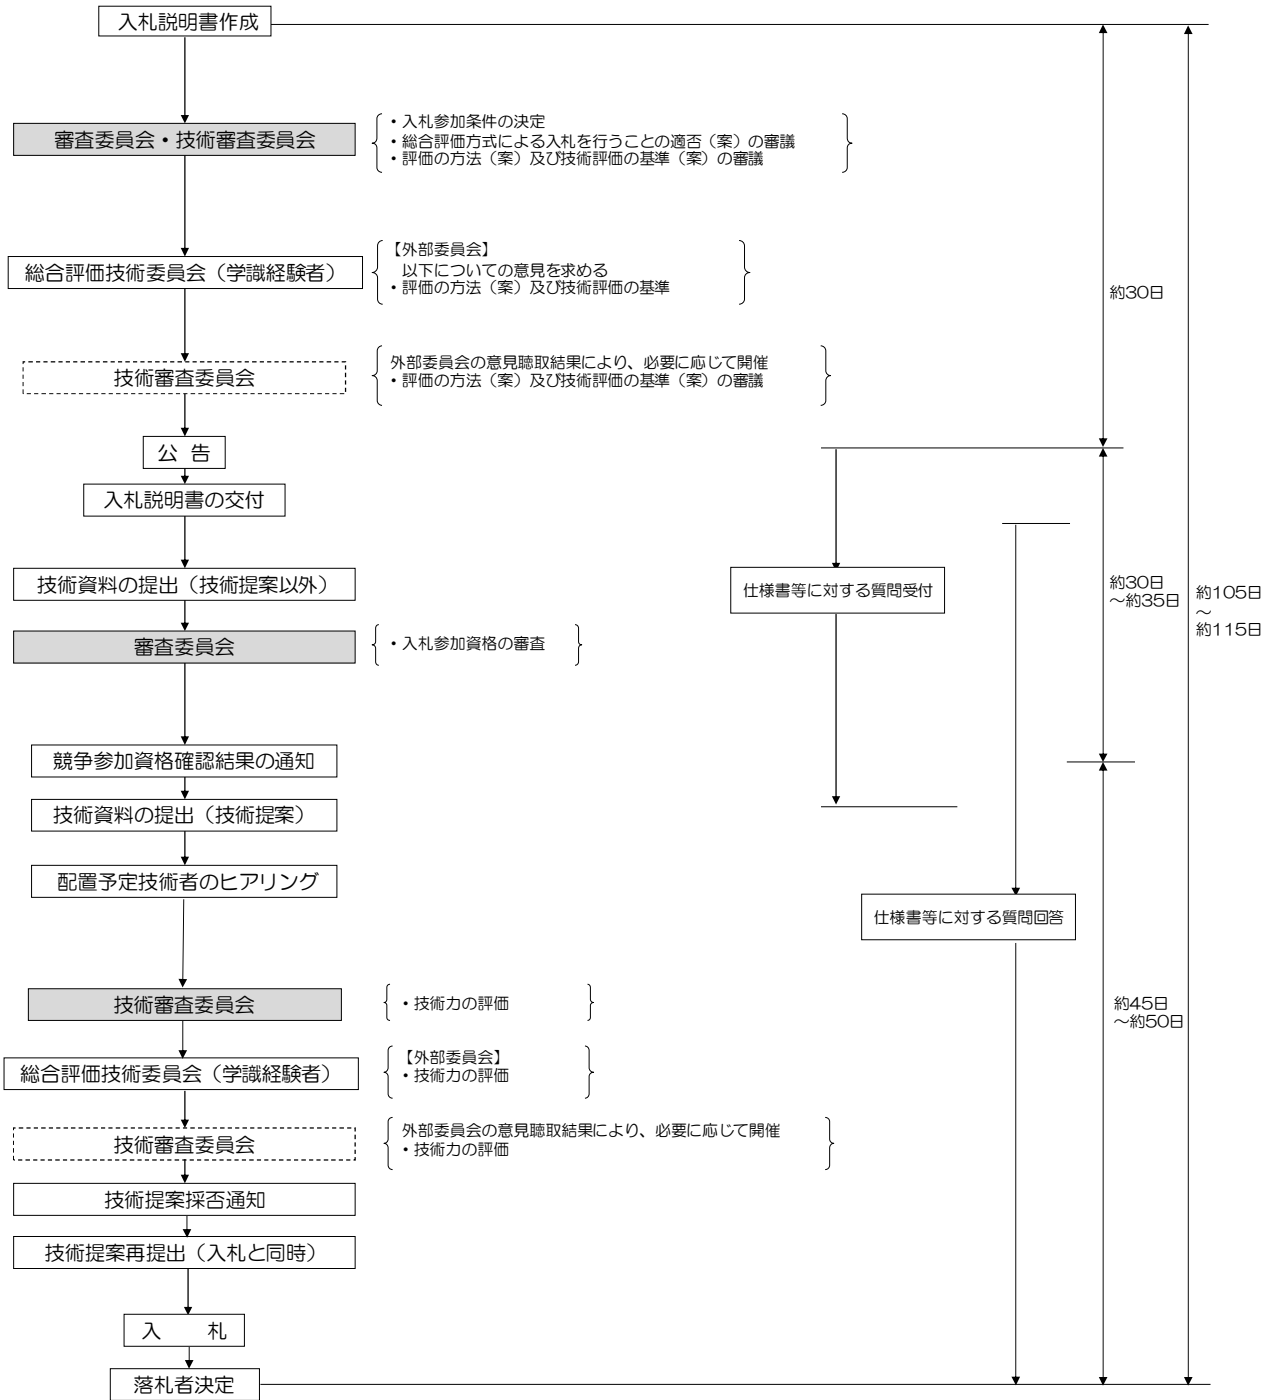 入札説明書作成
審査委員会・技術審査委員会
・入札参加条件の決定
・総合評価方式による入札を行うことの適否（案）の審議
・評価の方法（案）及び技術評価の基準（案）の審議
総合評価技術委員会（学識経験者）
【外部委員会】
以下についての意見を求める
・評価の方法（案）及び技術評価の基準
約30日
技術審査委員会
外部委員会の意見聴取結果により、必要に応じて開催
・評価の方法（案）及び技術評価の基準（案）の審議
公 告
入札説明書の交付
技術資料の提出（技術提案以外）
仕様書等に対する質問受付
約30日
～約35日
約105日
～
約115日
審査委員会
・入札参加資格の審査
競争参加資格確認結果の通知
技術資料の提出（技術提案）
配置予定技術者のヒアリング
仕様書等に対する質問回答
技術審査委員会
・技術力の評価
約45日
～約50日
総合評価技術委員会（学識経験者）
【外部委員会】
・技術力の評価
技術審査委員会
外部委員会の意見聴取結果により、必要に応じて開催
・技術力の評価
技術提案採否通知
技術提案再提出（入札と同時）
入 札
落札者決定